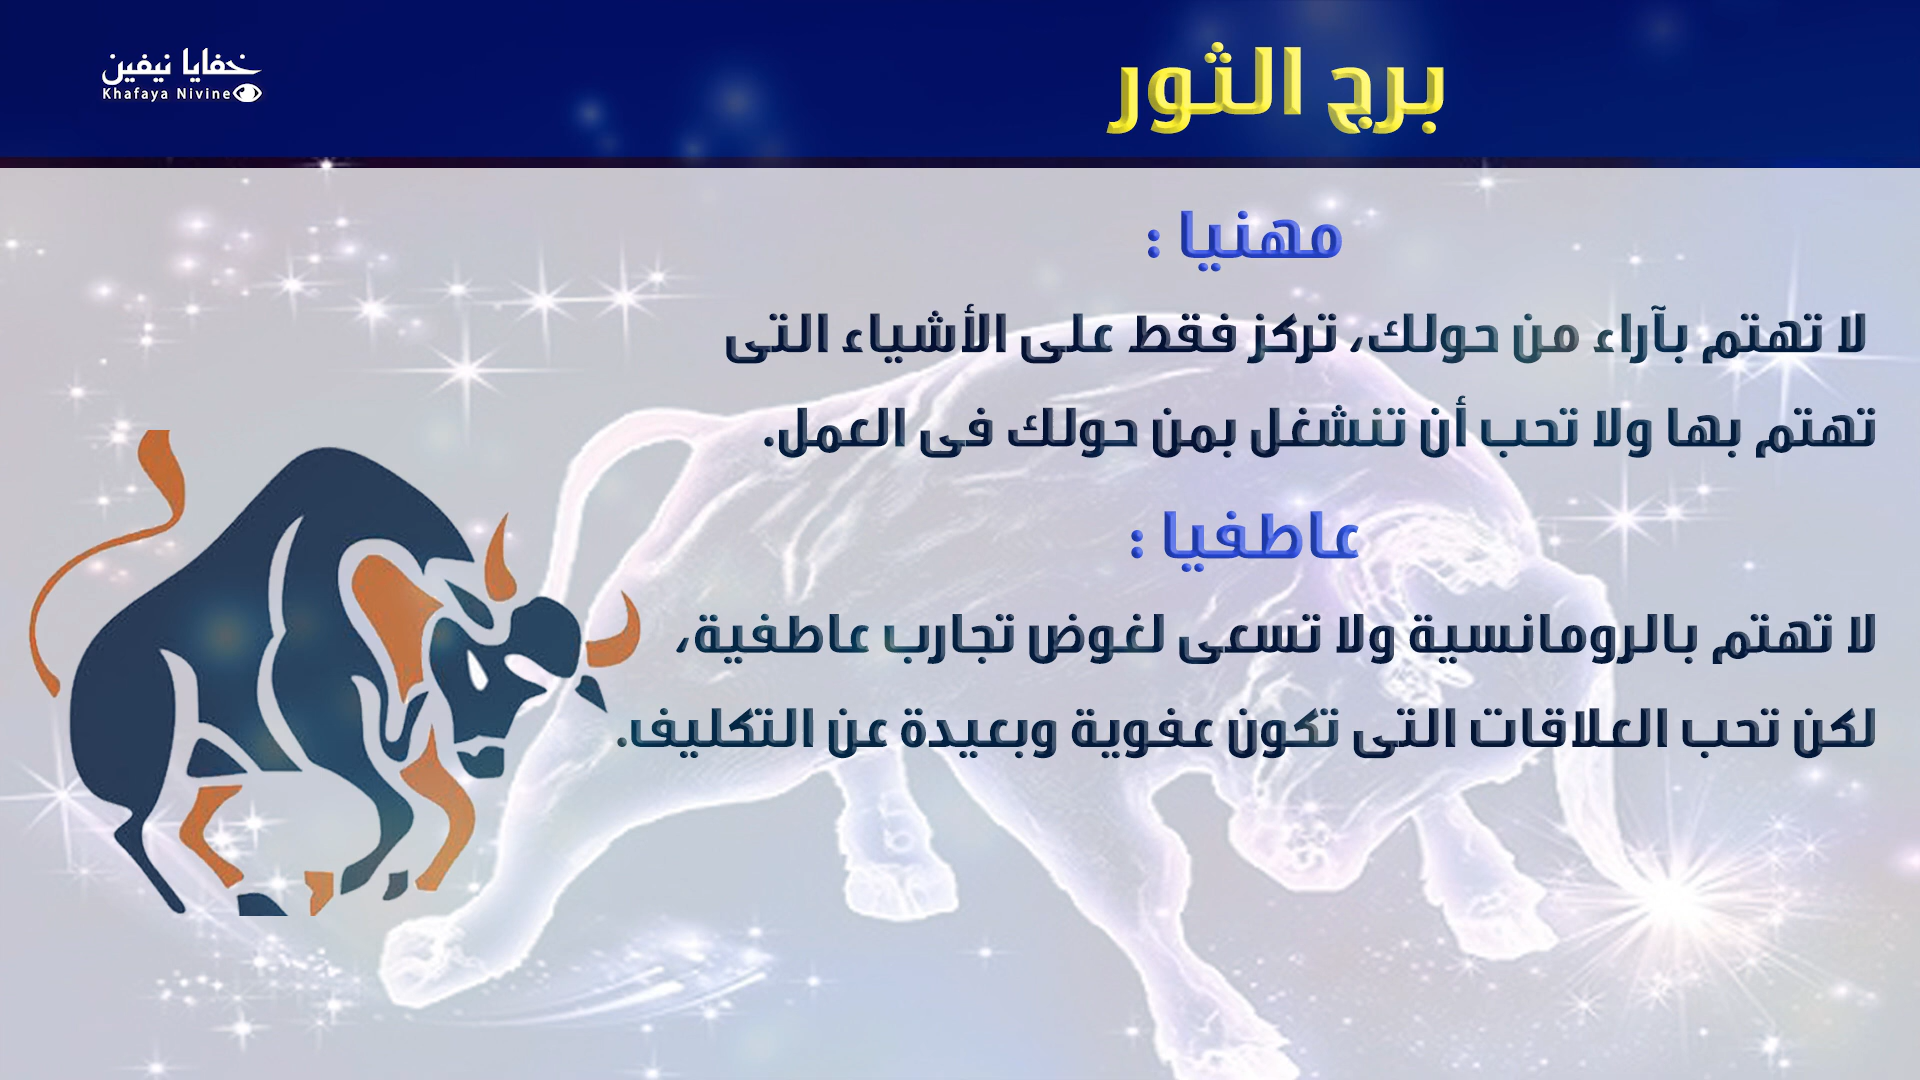 خفايا نيفين
Khafaya Nivine
برج الثور
مهنيا :
لا تهتم بآراء من حولك، تركز فقط على الأشياء التى
تهتم بها ولا تحب أن تنشغل بمن حولك فى العمل.
عاطفيا :
لا تهتم بالرومانسية ولا تسعى لغوض تجارب عاطفية،
لكن تحب العلاقات التى تكون عفوية وبعيدة عن التكليف.